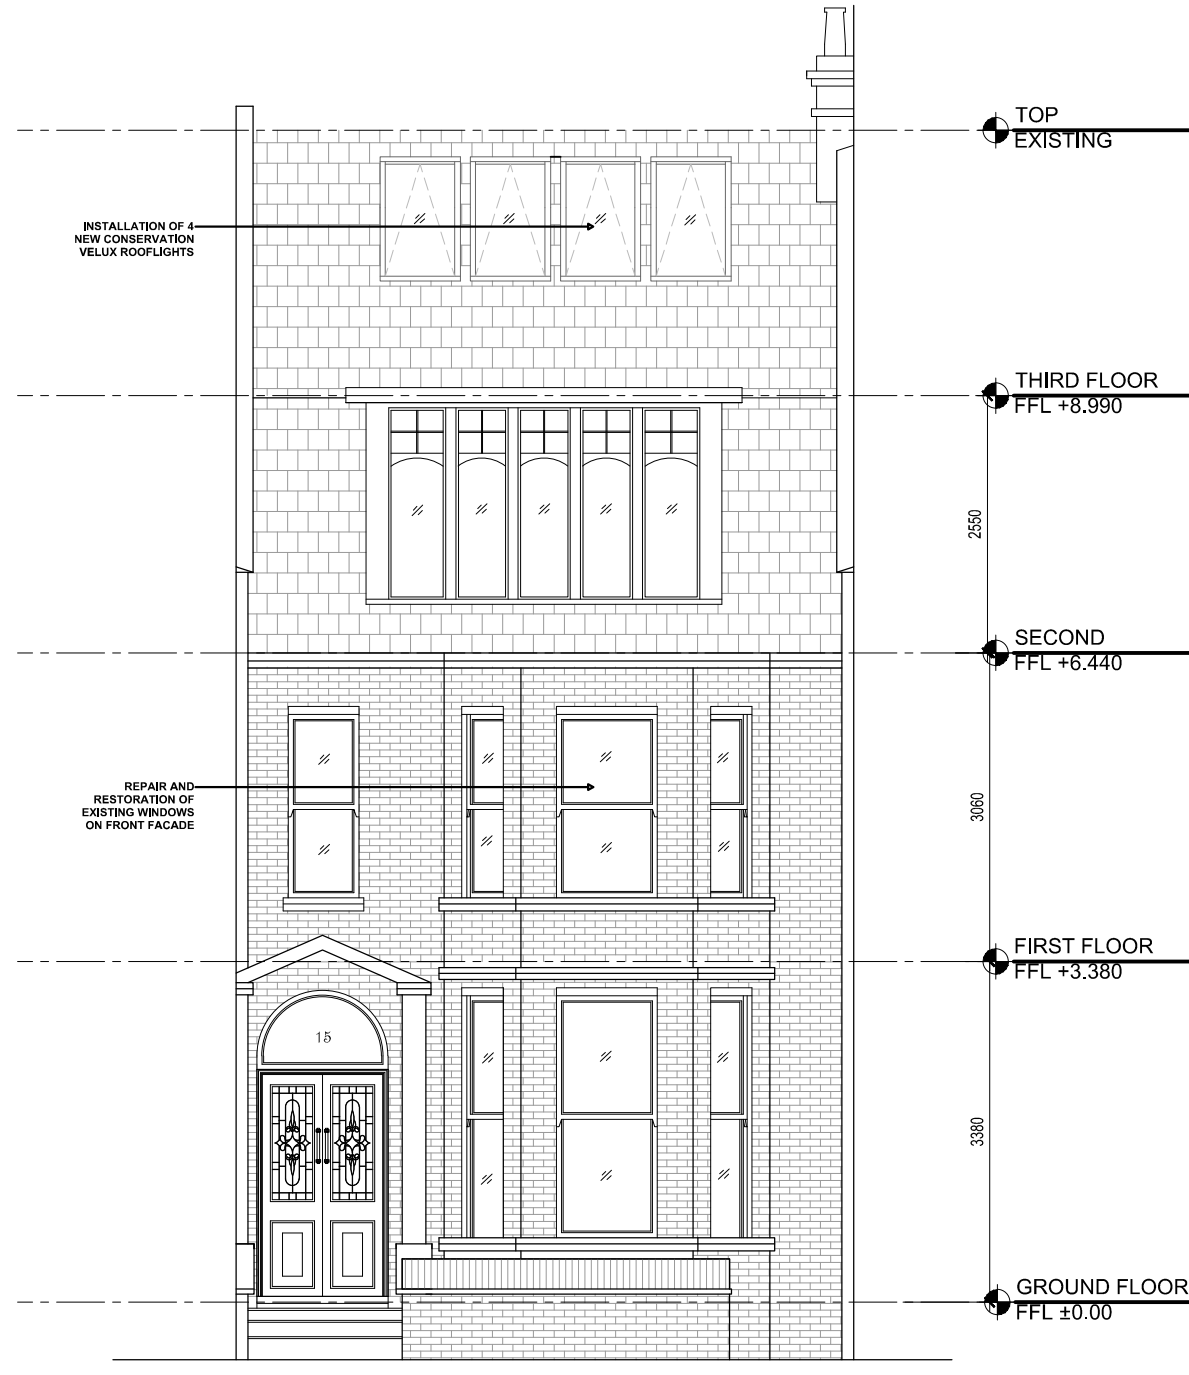 TOP
EXISTING
INSTALLATION OF 4
NEW CONSERVATION
VELUX ROOFLIGHTS
THIRD FLOOR
FFL +8.990
2550
SECOND
FFL +6.440
REPAIR AND
RESTORATION OF
EXISTING WINDOWS
ON FRONT FACADE
3060
FIRST FLOOR
FFL +3.380
15
3380
GROUND FLOOR
FFL ±0.00